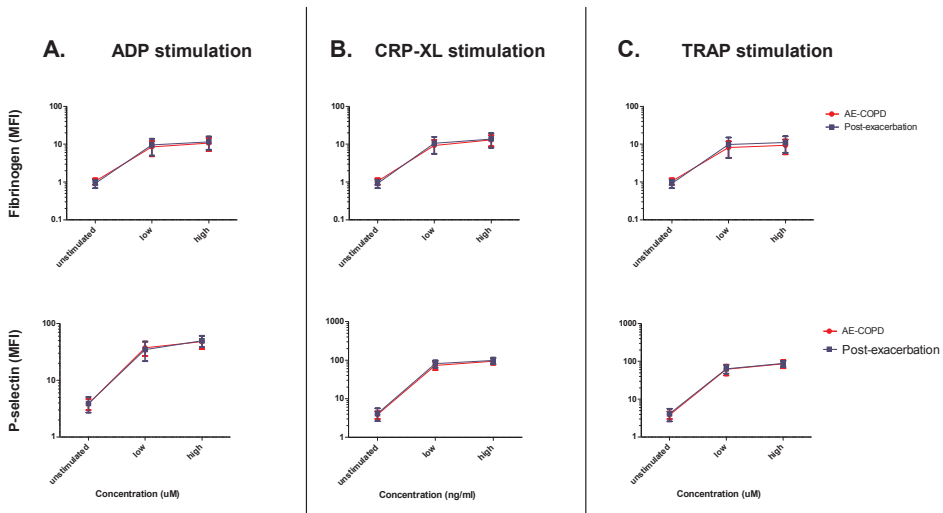 A. ADP stimulation
B. CRP-XL stimulation
C. TRAP stimulation
Fibrinogen (MFI)
100
10
1
0.1
unstimulated
low
high
100
10
1
0.1
unstimulated
low
high
100
10
1
0.1
unstimulated
low
high
AE-COPD
Post-exacerbation
P-selectin (MFI)
100
10
1
unstimulated
low
high
Concentration (uM)
1000
100
10
1
unstimulated
low
high
Concentration (ng/ml)
1000
100
10
1
unstimulated
low
high
Concentration (uM)
AE-COPD
Post-exacerbation